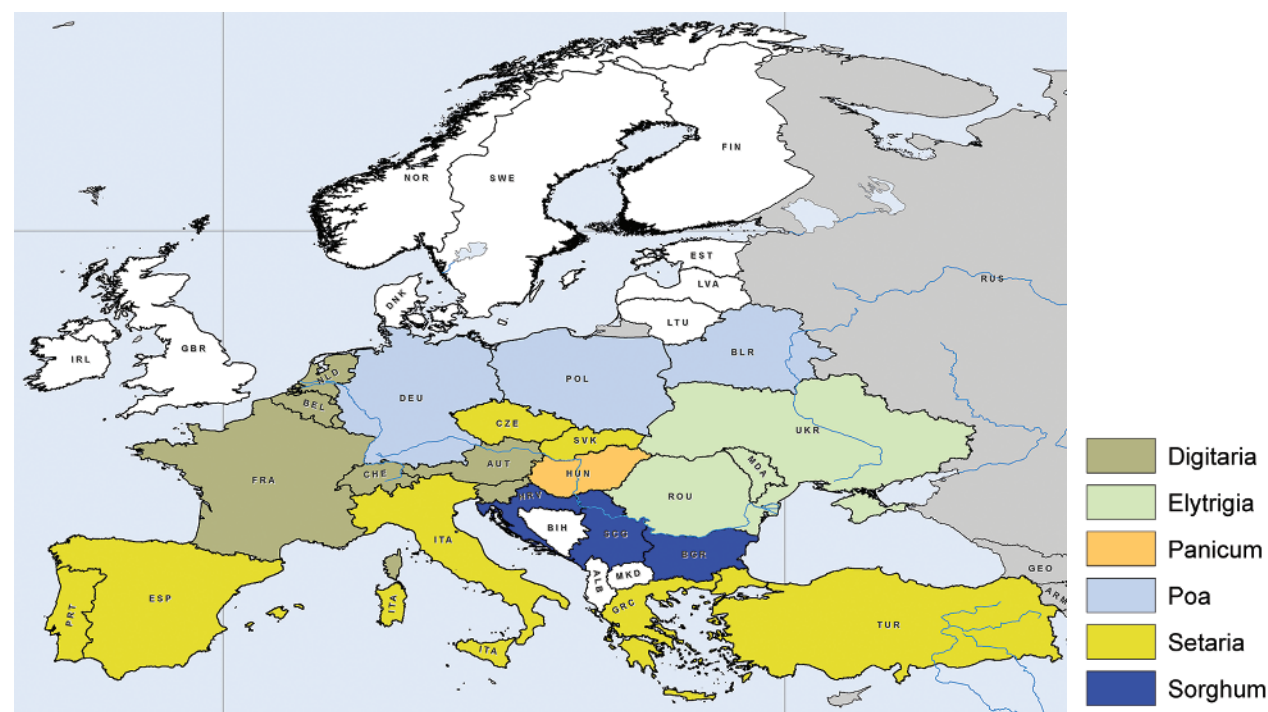 FIN
NOR
SWE
EST
RUS
LVA
DNK
LTU
GBR
IRL
BLR
NLD
POL
DEU
BEL
CZE
UKR
SVK
AUT
MDA
CHE
HUN
FRA
ROU
HRV
BIH
SCG
ITA
BGR
GEO
ALB
MKD
ARM
ESP
PRT
ITA
GRC
TUR
ITA
Digitaria
Elytrigia
Panicum
Poa
Setaria
Sorghum